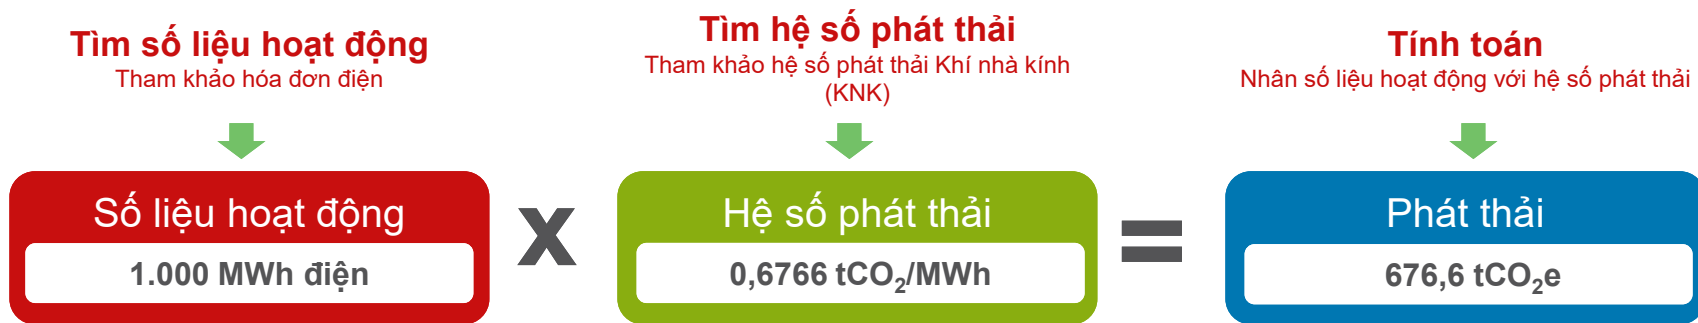 Tìm số liệu hoạt động
Tham khảo hóa đơn điện
Tìm hệ số phát thải
Tham khảo hệ số phát thải Khí nhà kính
(KNK)
Tính toán
Nhân số liệu hoạt động với hệ số phát thải
Số liệu hoạt động
1.000 MWh điện
x
Hệ số phát thải
0,6766 tCO₂/MWh
=
Phát thải
676,6 tCO₂e